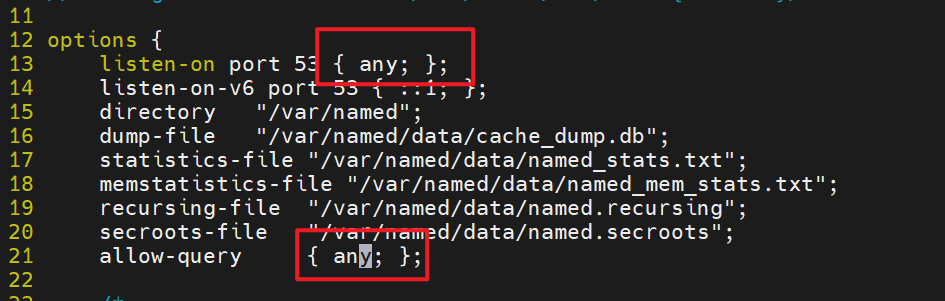 11
12 options {
13     listen-on port 53 { any; };
14     listen-on-v6 port 53 { ::1; };
15     directory   "/var/named";
16     dump-file   "/var/named/data/cache_dump.db";
17     statistics-file "/var/named/data/named_stats.txt";
18     memstatistics-file "/var/named/data/named_mem_stats.txt";
19     recursing-file  "/var/named/data/named.recursing";
20     secroots-file   "/var/named/data/named.secroots";
21     allow-query     { any; };
22